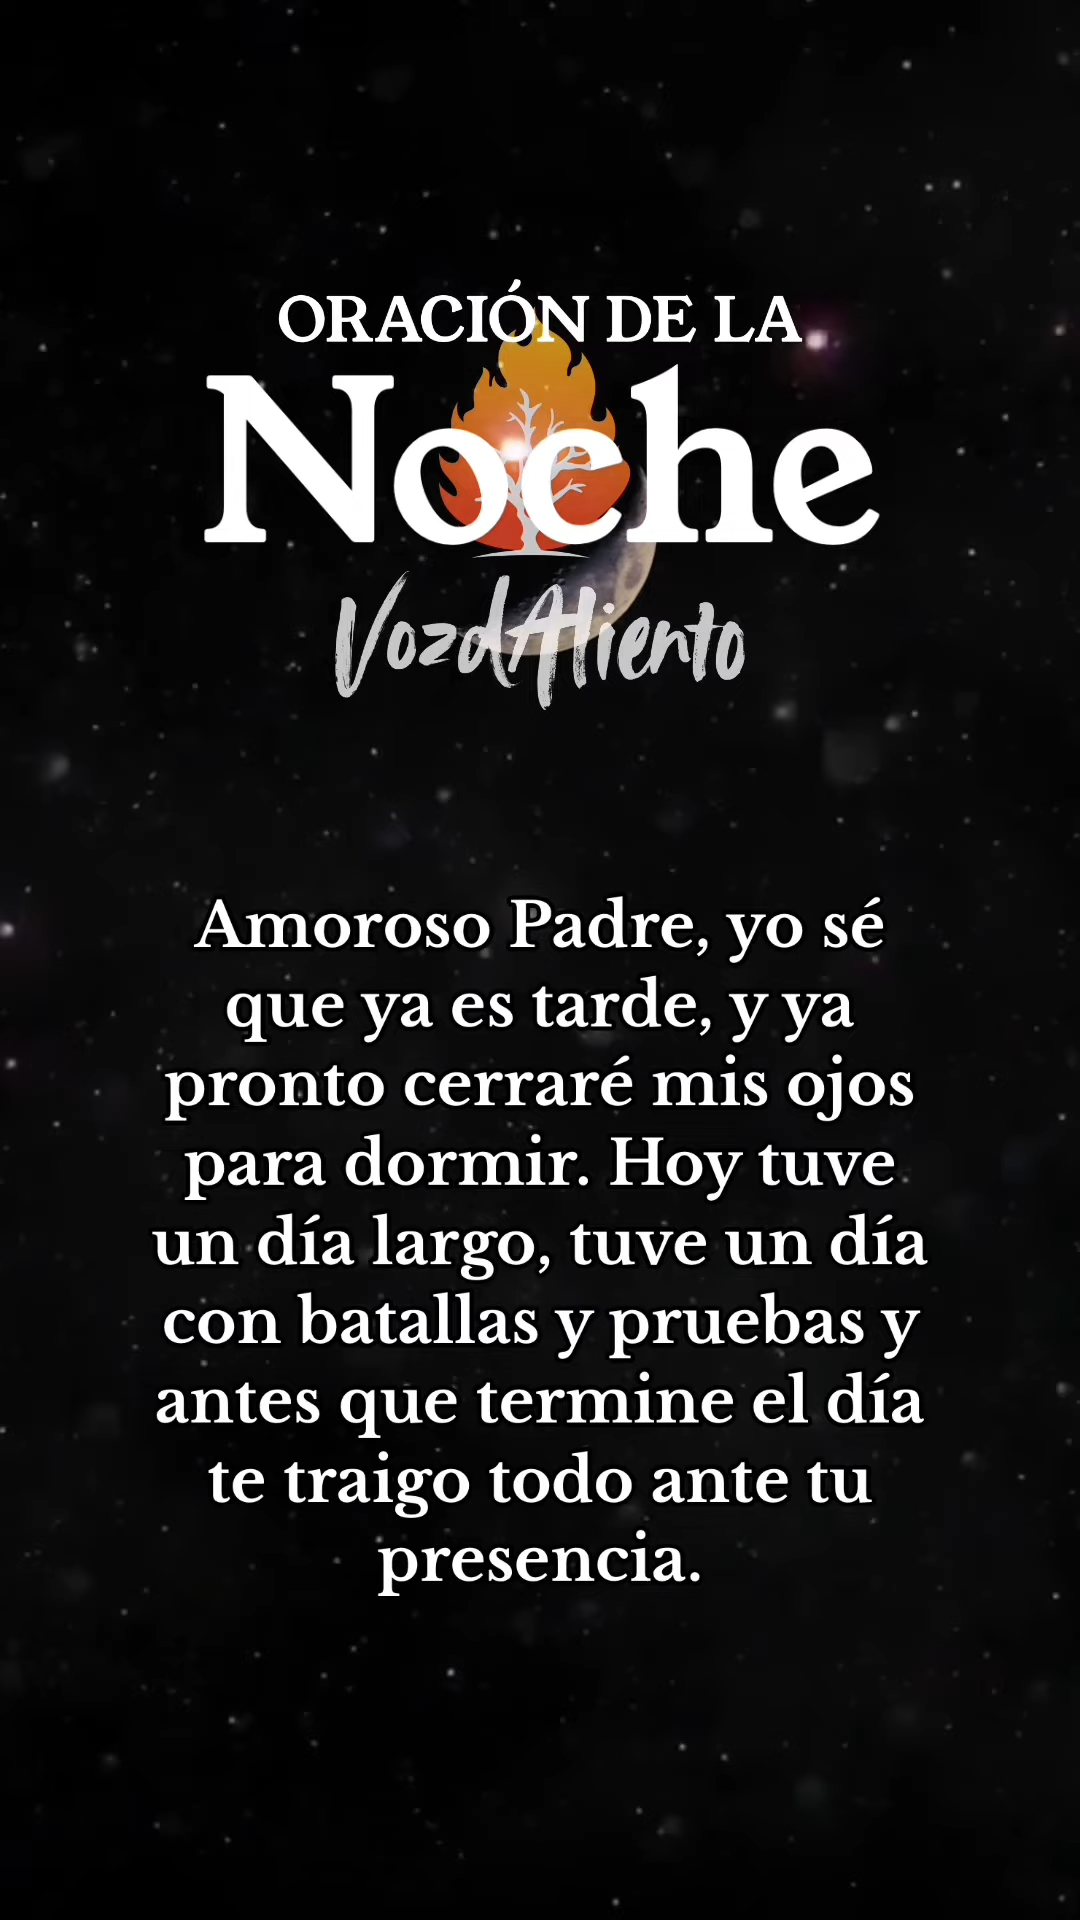 ORACIÓN DE LA
Noche
VozdAliento
Amoroso Padre, yo sé
que ya es tarde, y ya
pronto cerraré mis ojos
para dormir. Hoy tuve
un día largo, tuve un día
con batallas y pruebas y
antes que termine el día
te traigo todo ante tu
presencia.